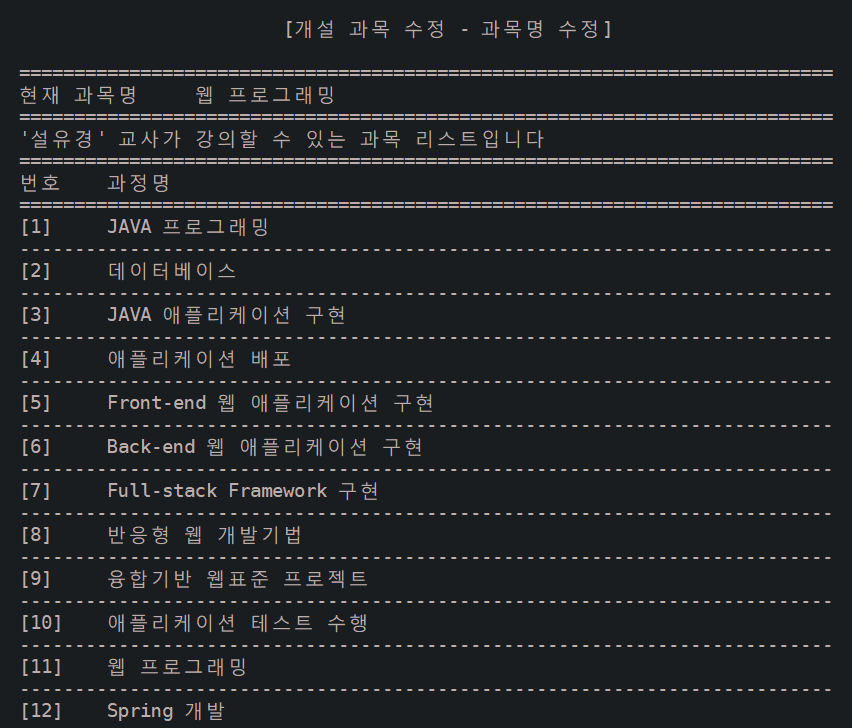 [개설 과목 수정 - 과목명 수정]
==========================================================================
현재 과목명 웹 프로그래밍
==========================================================================
'설유경' 교사가 강의할 수 있는 과목 리스트입니다
==========================================================================
번호 과정명
==========================================================================
[1] JAVA 프로그래밍
--------------------------------------------------------------------------
[2] 데이터베이스
--------------------------------------------------------------------------
[3] JAVA 애플리케이션 구현
--------------------------------------------------------------------------
[4] 애플리케이션 배포
--------------------------------------------------------------------------
[5] Front-end 웹 애플리케이션 구현
--------------------------------------------------------------------------
[6] Back-end 웹 애플리케이션 구현
--------------------------------------------------------------------------
[7] Full-stack Framework 구현
--------------------------------------------------------------------------
[8] 반응형 웹 개발기법
--------------------------------------------------------------------------
[9] 융합기반 웹표준 프로젝트
--------------------------------------------------------------------------
[10] 애플리케이션 테스트 수행
--------------------------------------------------------------------------
[11] 웹 프로그래밍
--------------------------------------------------------------------------
[12] Spring 개발